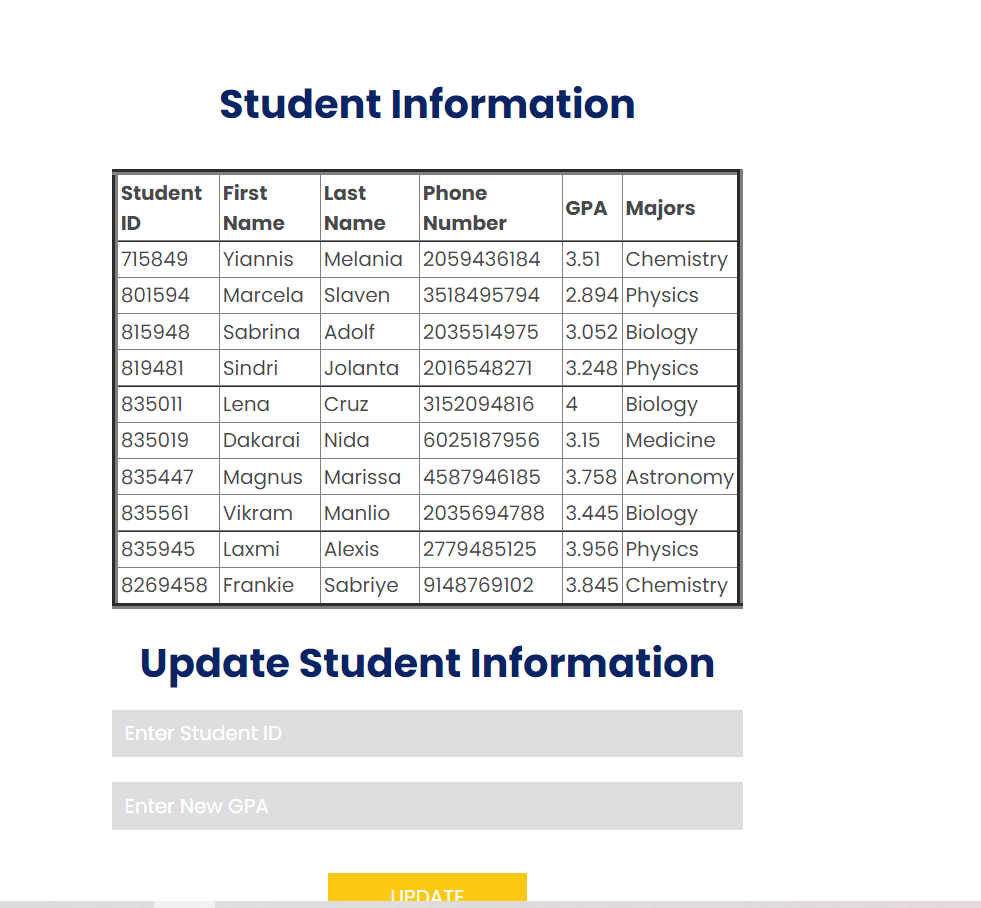 Student Information
Student ID First Name Last Name Phone Number GPA Majors
715849 Yiannis Melania 2059436184 3.51 Chemistry
801594 Marcela Slaven 3518495794 2.894 Physics
815948 Sabrina Adolf 2035514975 3.052 Biology
819481 Sindri Jolanta 2016548271 3.248 Physics
835011 Lena Cruz 3152094816 4 Biology
835019 Dakarai Nida 6025187956 3.15 Medicine
835447 Magnus Marissa 4587946185 3.758 Astronomy
835561 Vikram Manlio 2035694788 3.445 Biology
835945 Laxmi Alexis 2779485125 3.956 Physics
8269458 Frankie Sabriye 9148769102 3.845 Chemistry
Update Student Information
Enter Student ID
Enter New GPA
UPDATE